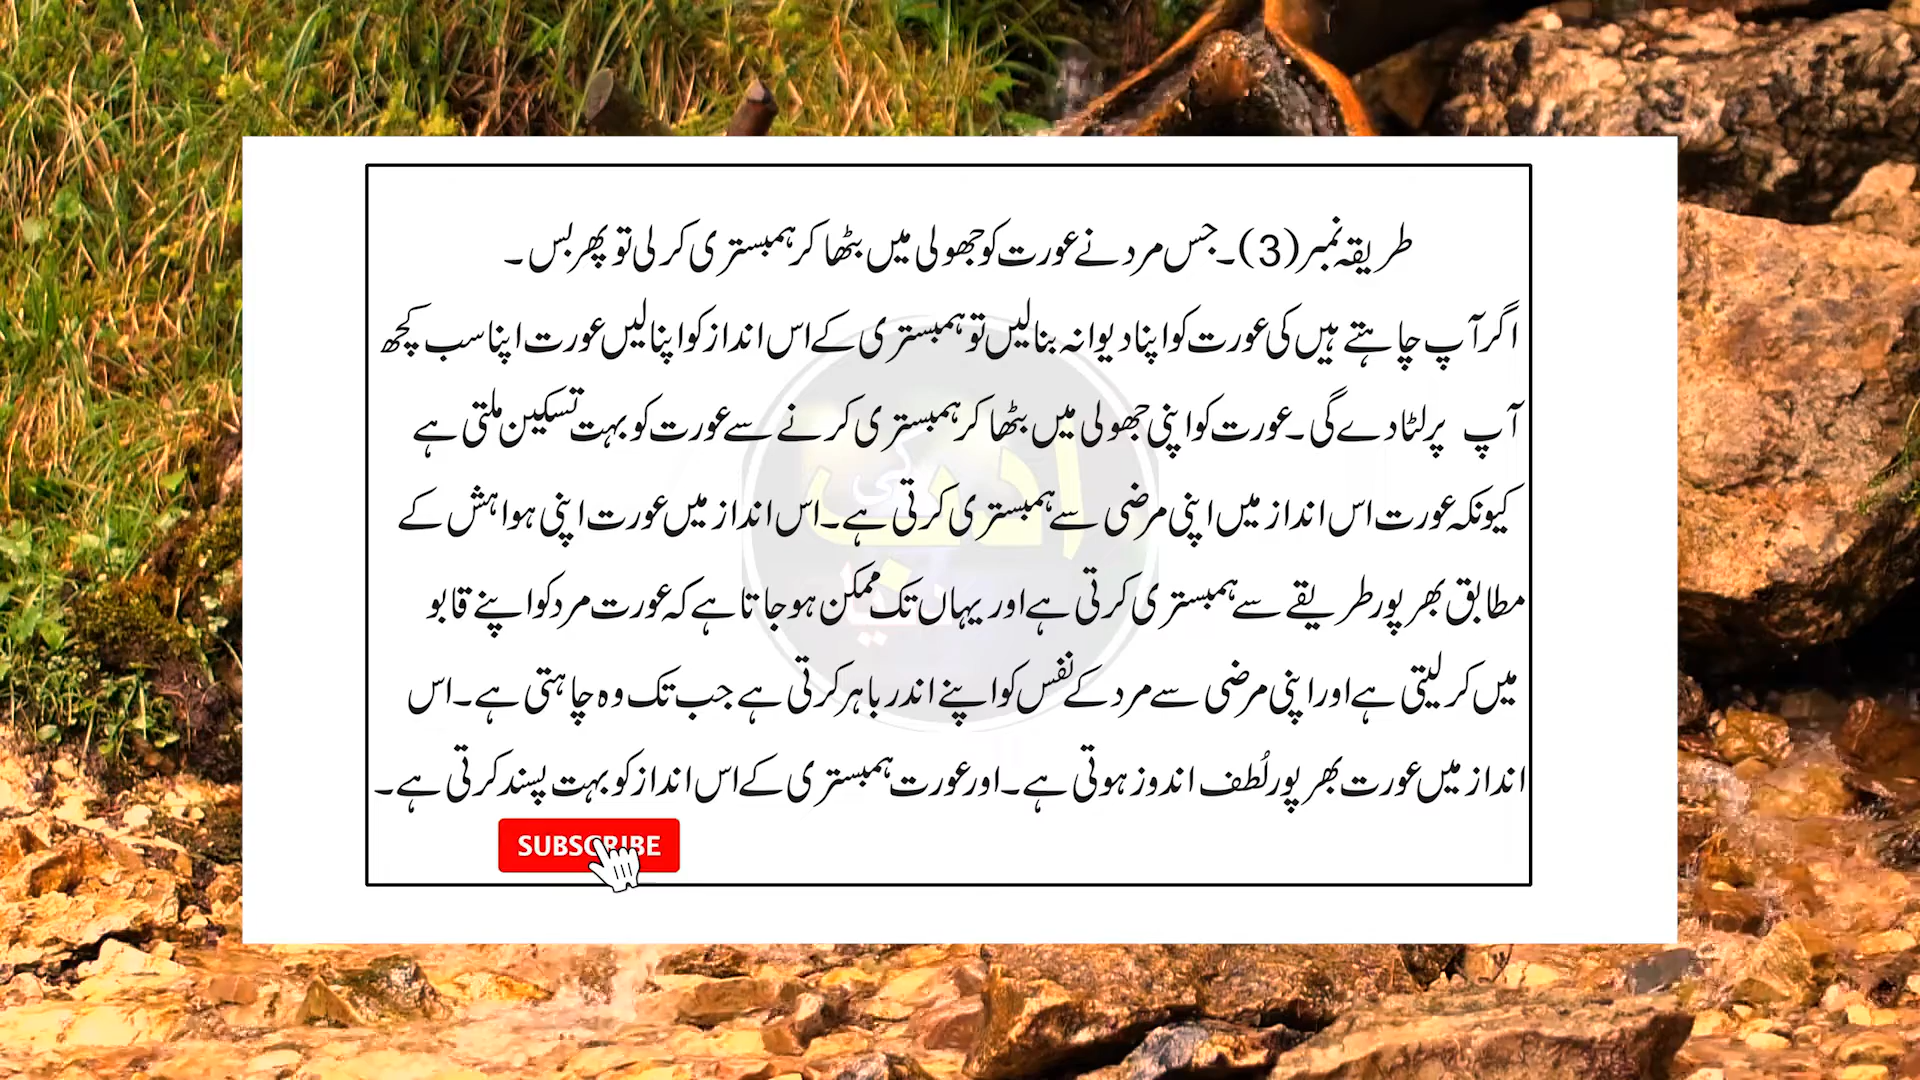 طریقہ نمبر(3)۔جس مرد نے عورت کو جھولی میں بٹھا کر ہمبستری کر لی تو پھر بس۔
اگر آپ چاہتے ہیں کی عورت کو اپنا دیوانہ بنالیں تو ہمبستری کے اس انداز کو اپنا لیں عورت اپنا سب کچھ
آپ پر لٹا دے گی۔عورت کو اپنی جھولی میں بٹھا کر ہمبستری کرنے سے عورت کو بہت تسکین ملتی ہے
کیونکہ عورت اس انداز میں اپنی مرضی سے ہمبستری کرتی ہے۔اس انداز میں عورت اپنی ہواہش کے
مطابق بھر پور طریقے سے ہمبستری کرتی ہے اور یہاں تک ممکن ہو جاتا ہے کہ عورت مرد کو اپنے قابو
میں کر لیتی ہے اور اپنی مرضی سے مرد کے نفس کو اپنے اندر باہر کرتی ہے جب تک وہ چاہتی ہے۔اس
انداز میں عورت بھر پور لُطف اندوز ہوتی ہے۔اور عورت ہمبستری کے اس انداز کو بہت پسند کرتی ہے۔
SUBSCRIBE